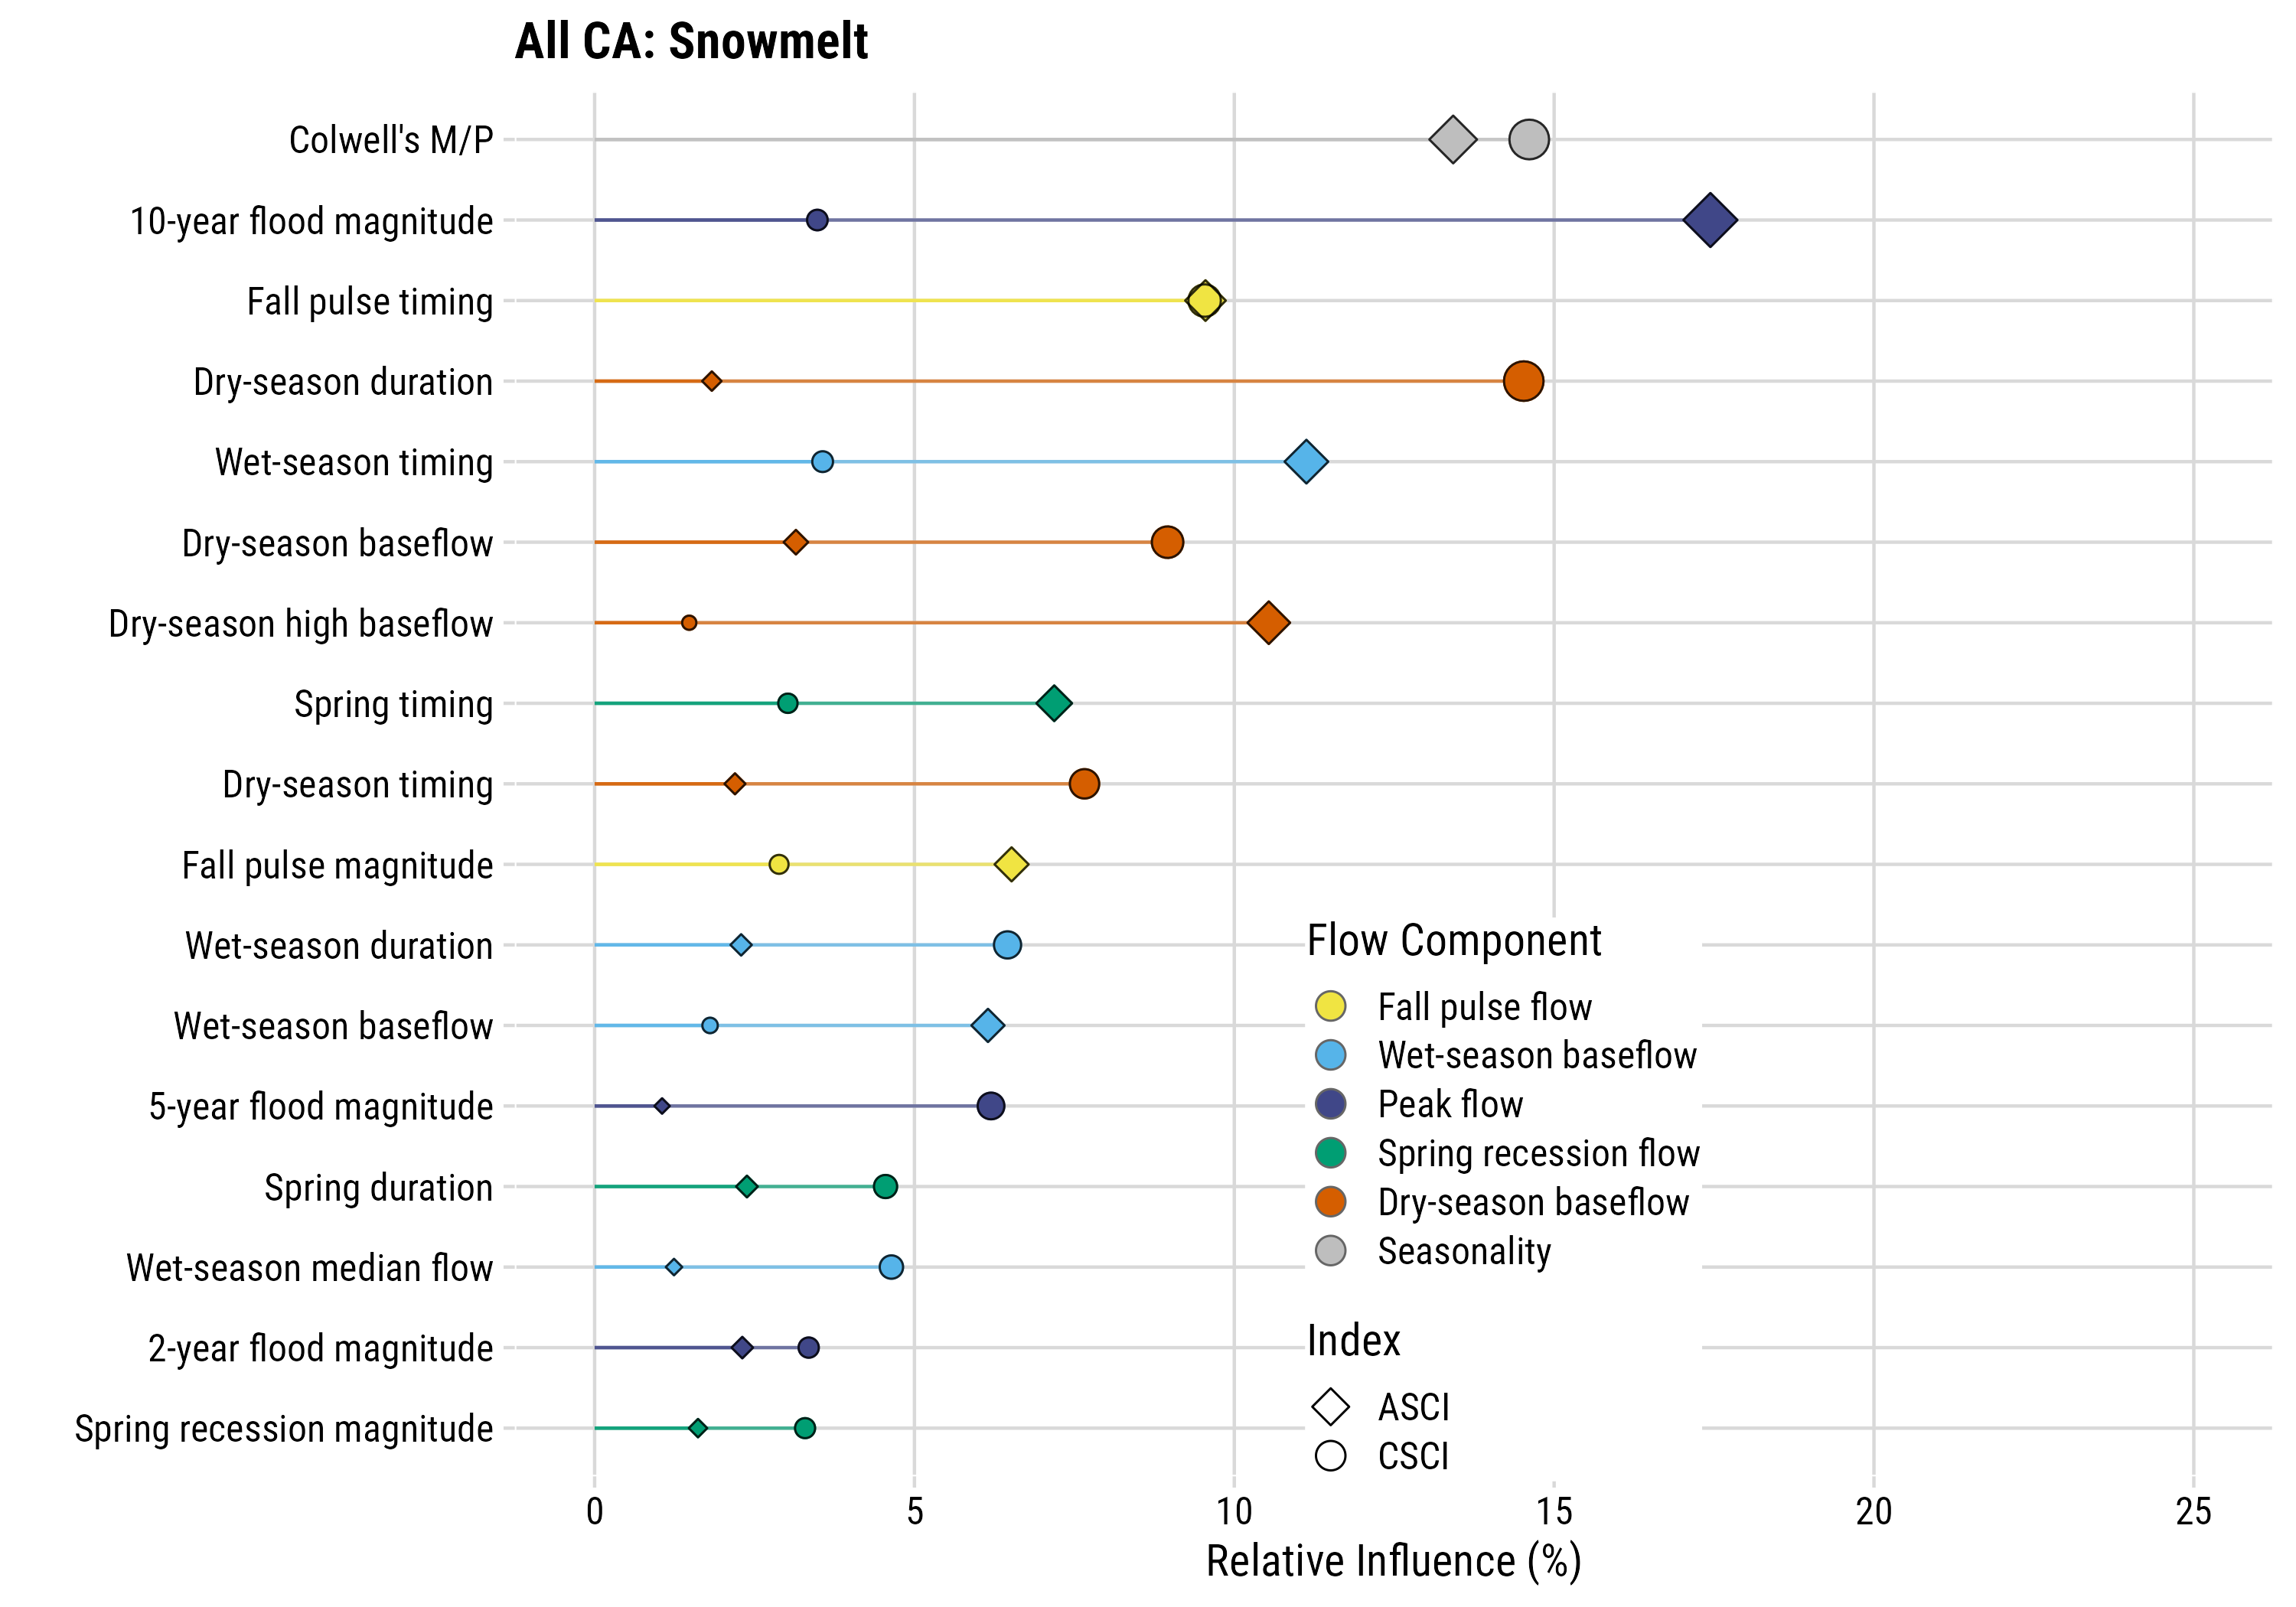 All CA: Snowmelt
Colwell's M/P
10-year flood magnitude
Fall pulse timing
Dry-season duration
Wet-season timing
Dry-season baseflow
Dry-season high baseflow
Spring timing
Dry-season timing
Fall pulse magnitude
Wet-season duration
Wet-season baseflow
5-year flood magnitude
Spring duration
Wet-season median flow
2-year flood magnitude
Spring recession magnitude
Flow Component
Fall pulse flow
Wet-season baseflow
Peak flow
Spring recession flow
Dry-season baseflow
Seasonality
Index
ASCI
CSCI
0 5 10 15 20 25
Relative Influence (%)